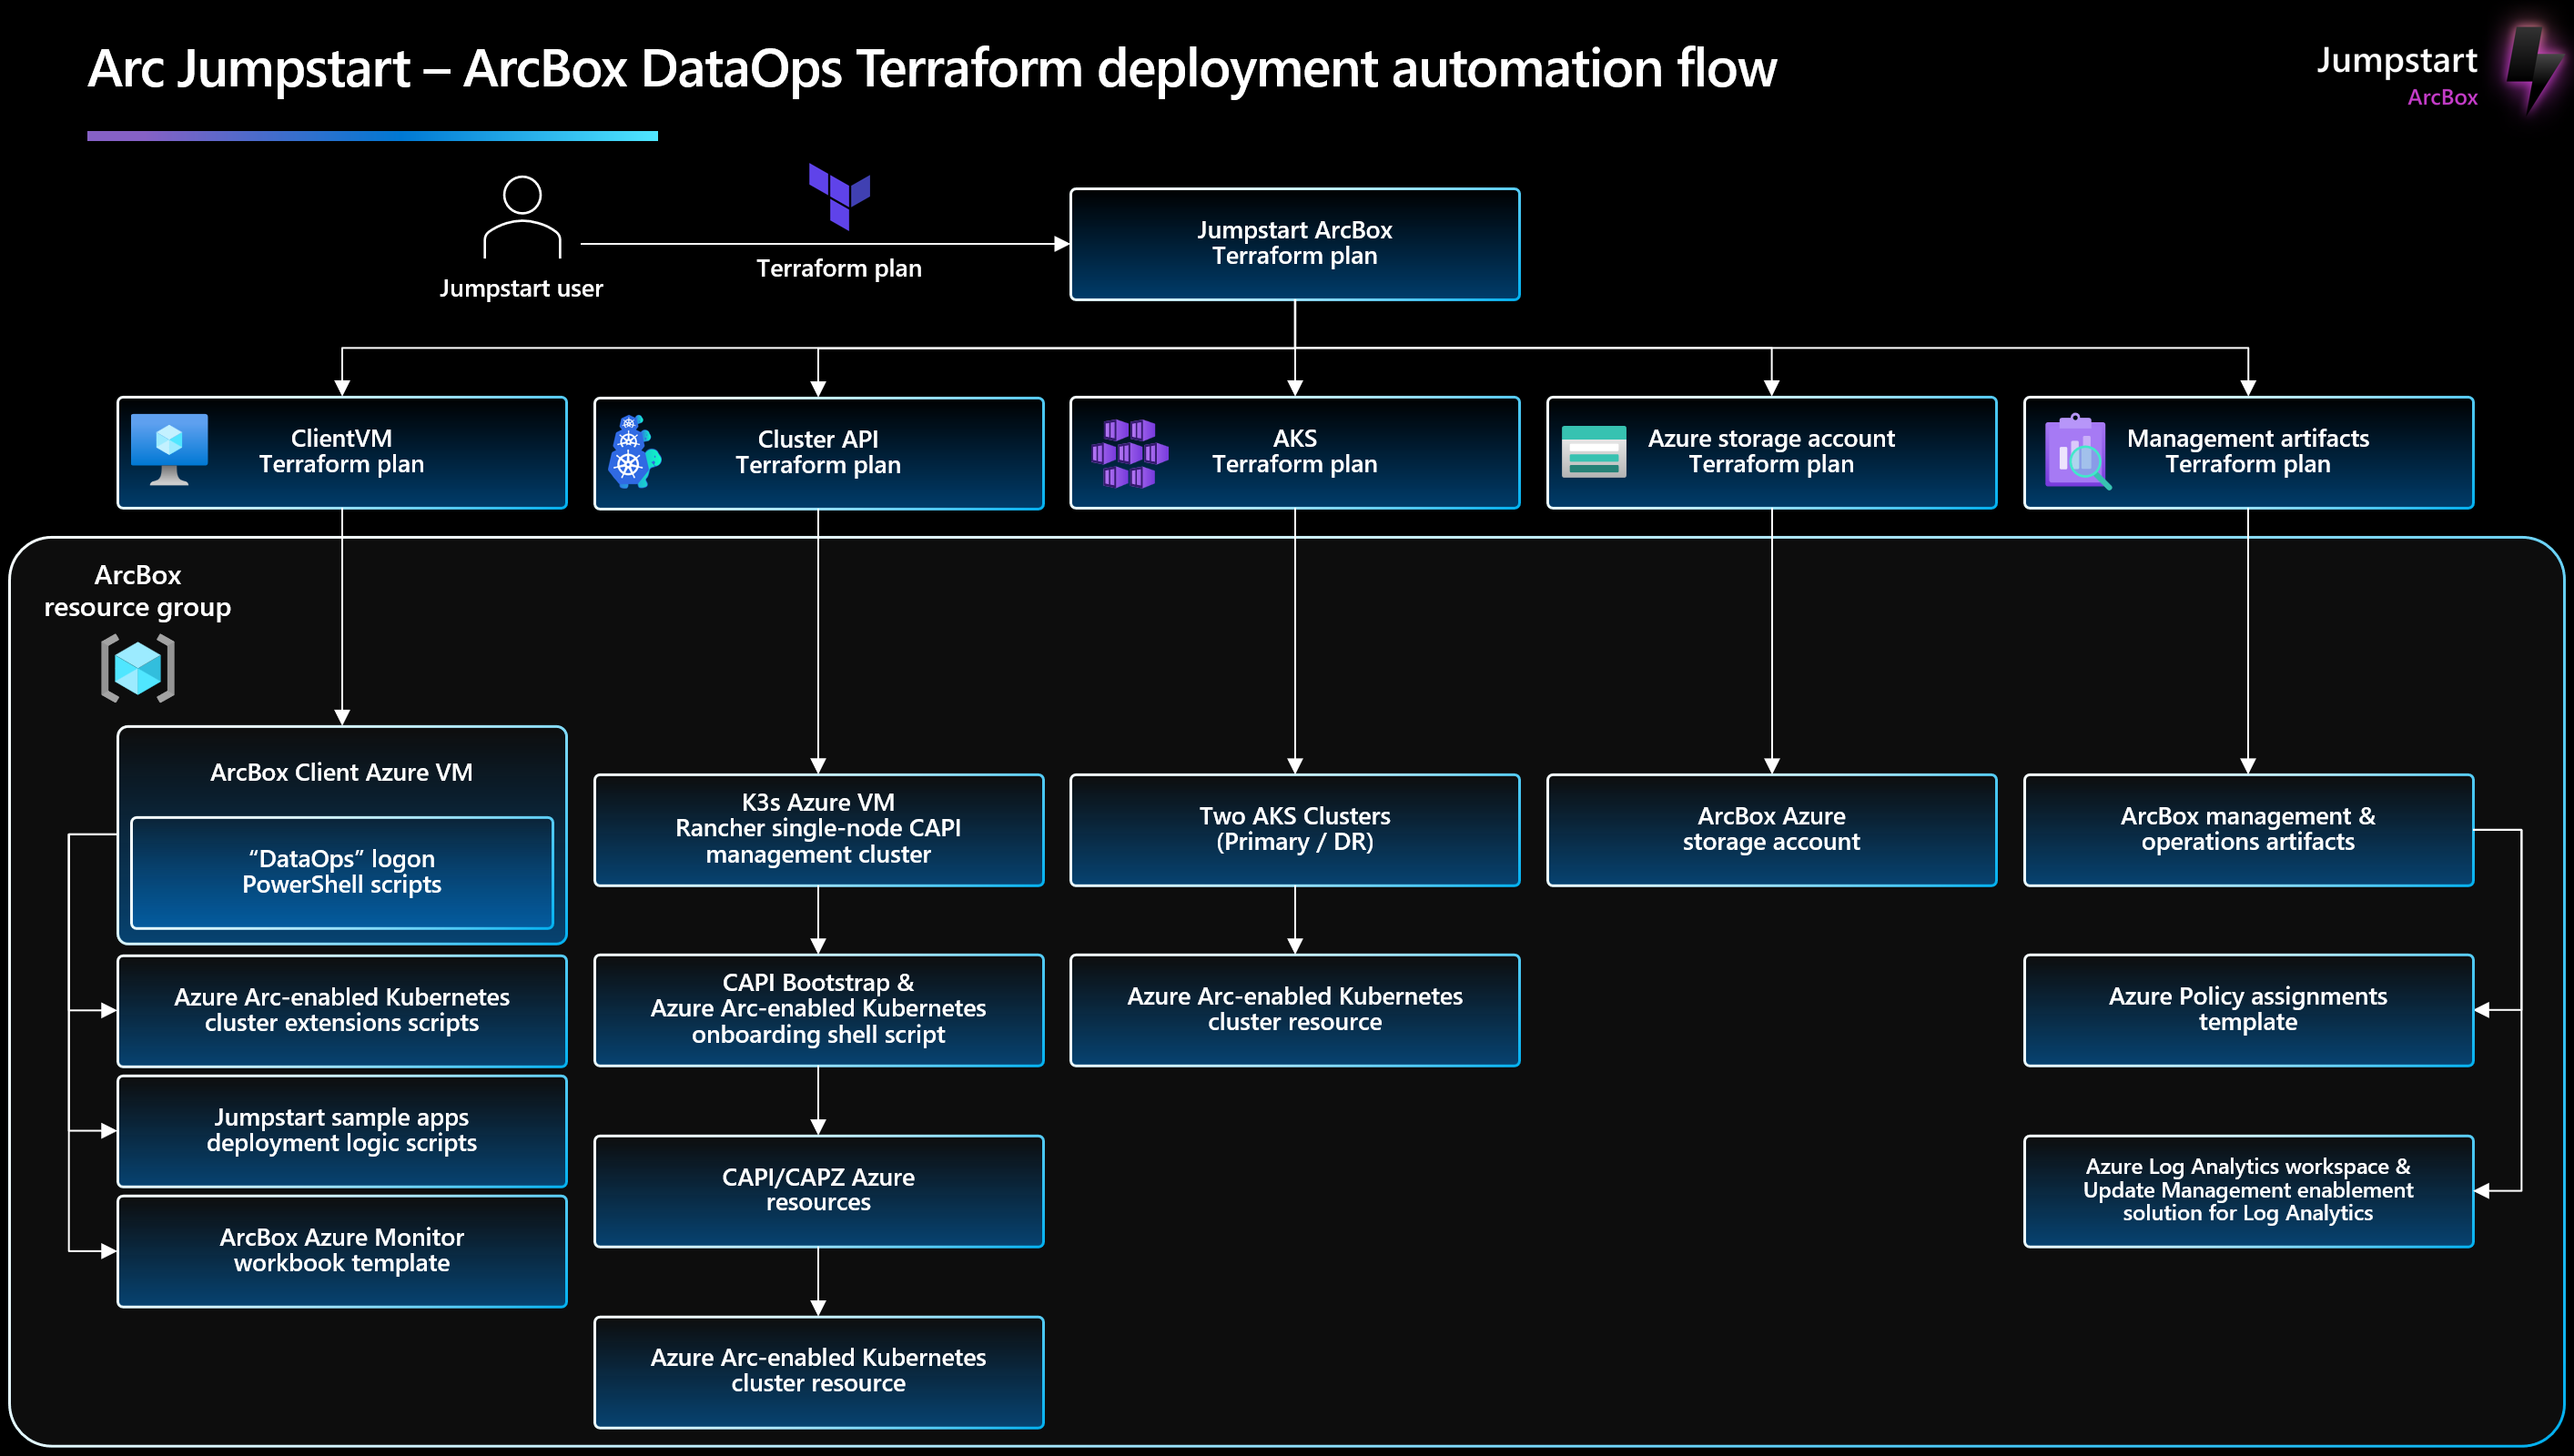 Arc Jumpstart – ArcBox DataOps Terraform deployment automation flow
Jumpstart
ArcBox
Jumpstart user
Terraform plan
Jumpstart ArcBox
Terraform plan
ClientVM
Terraform plan
Cluster API
Terraform plan
AKS
Terraform plan
Azure storage account
Terraform plan
Management artifacts
Terraform plan
ArcBox
resource group
ArcBox Client Azure VM
“DataOps” logon
PowerShell scripts
Azure Arc-enabled Kubernetes
cluster extensions scripts
Jumpstart sample apps
deployment logic scripts
ArcBox Azure Monitor
workbook template
K3s Azure VM
Rancher single-node CAPI
management cluster
CAPI Bootstrap &
Azure Arc-enabled Kubernetes
onboarding shell script
CAPI/CAPZ Azure
resources
Azure Arc-enabled Kubernetes
cluster resource
Two AKS Clusters
(Primary / DR)
Azure Arc-enabled Kubernetes
cluster resource
ArcBox Azure
storage account
ArcBox management &
operations artifacts
Azure Policy assignments
template
Azure Log Analytics workspace &
Update Management enablement
solution for Log Analytics